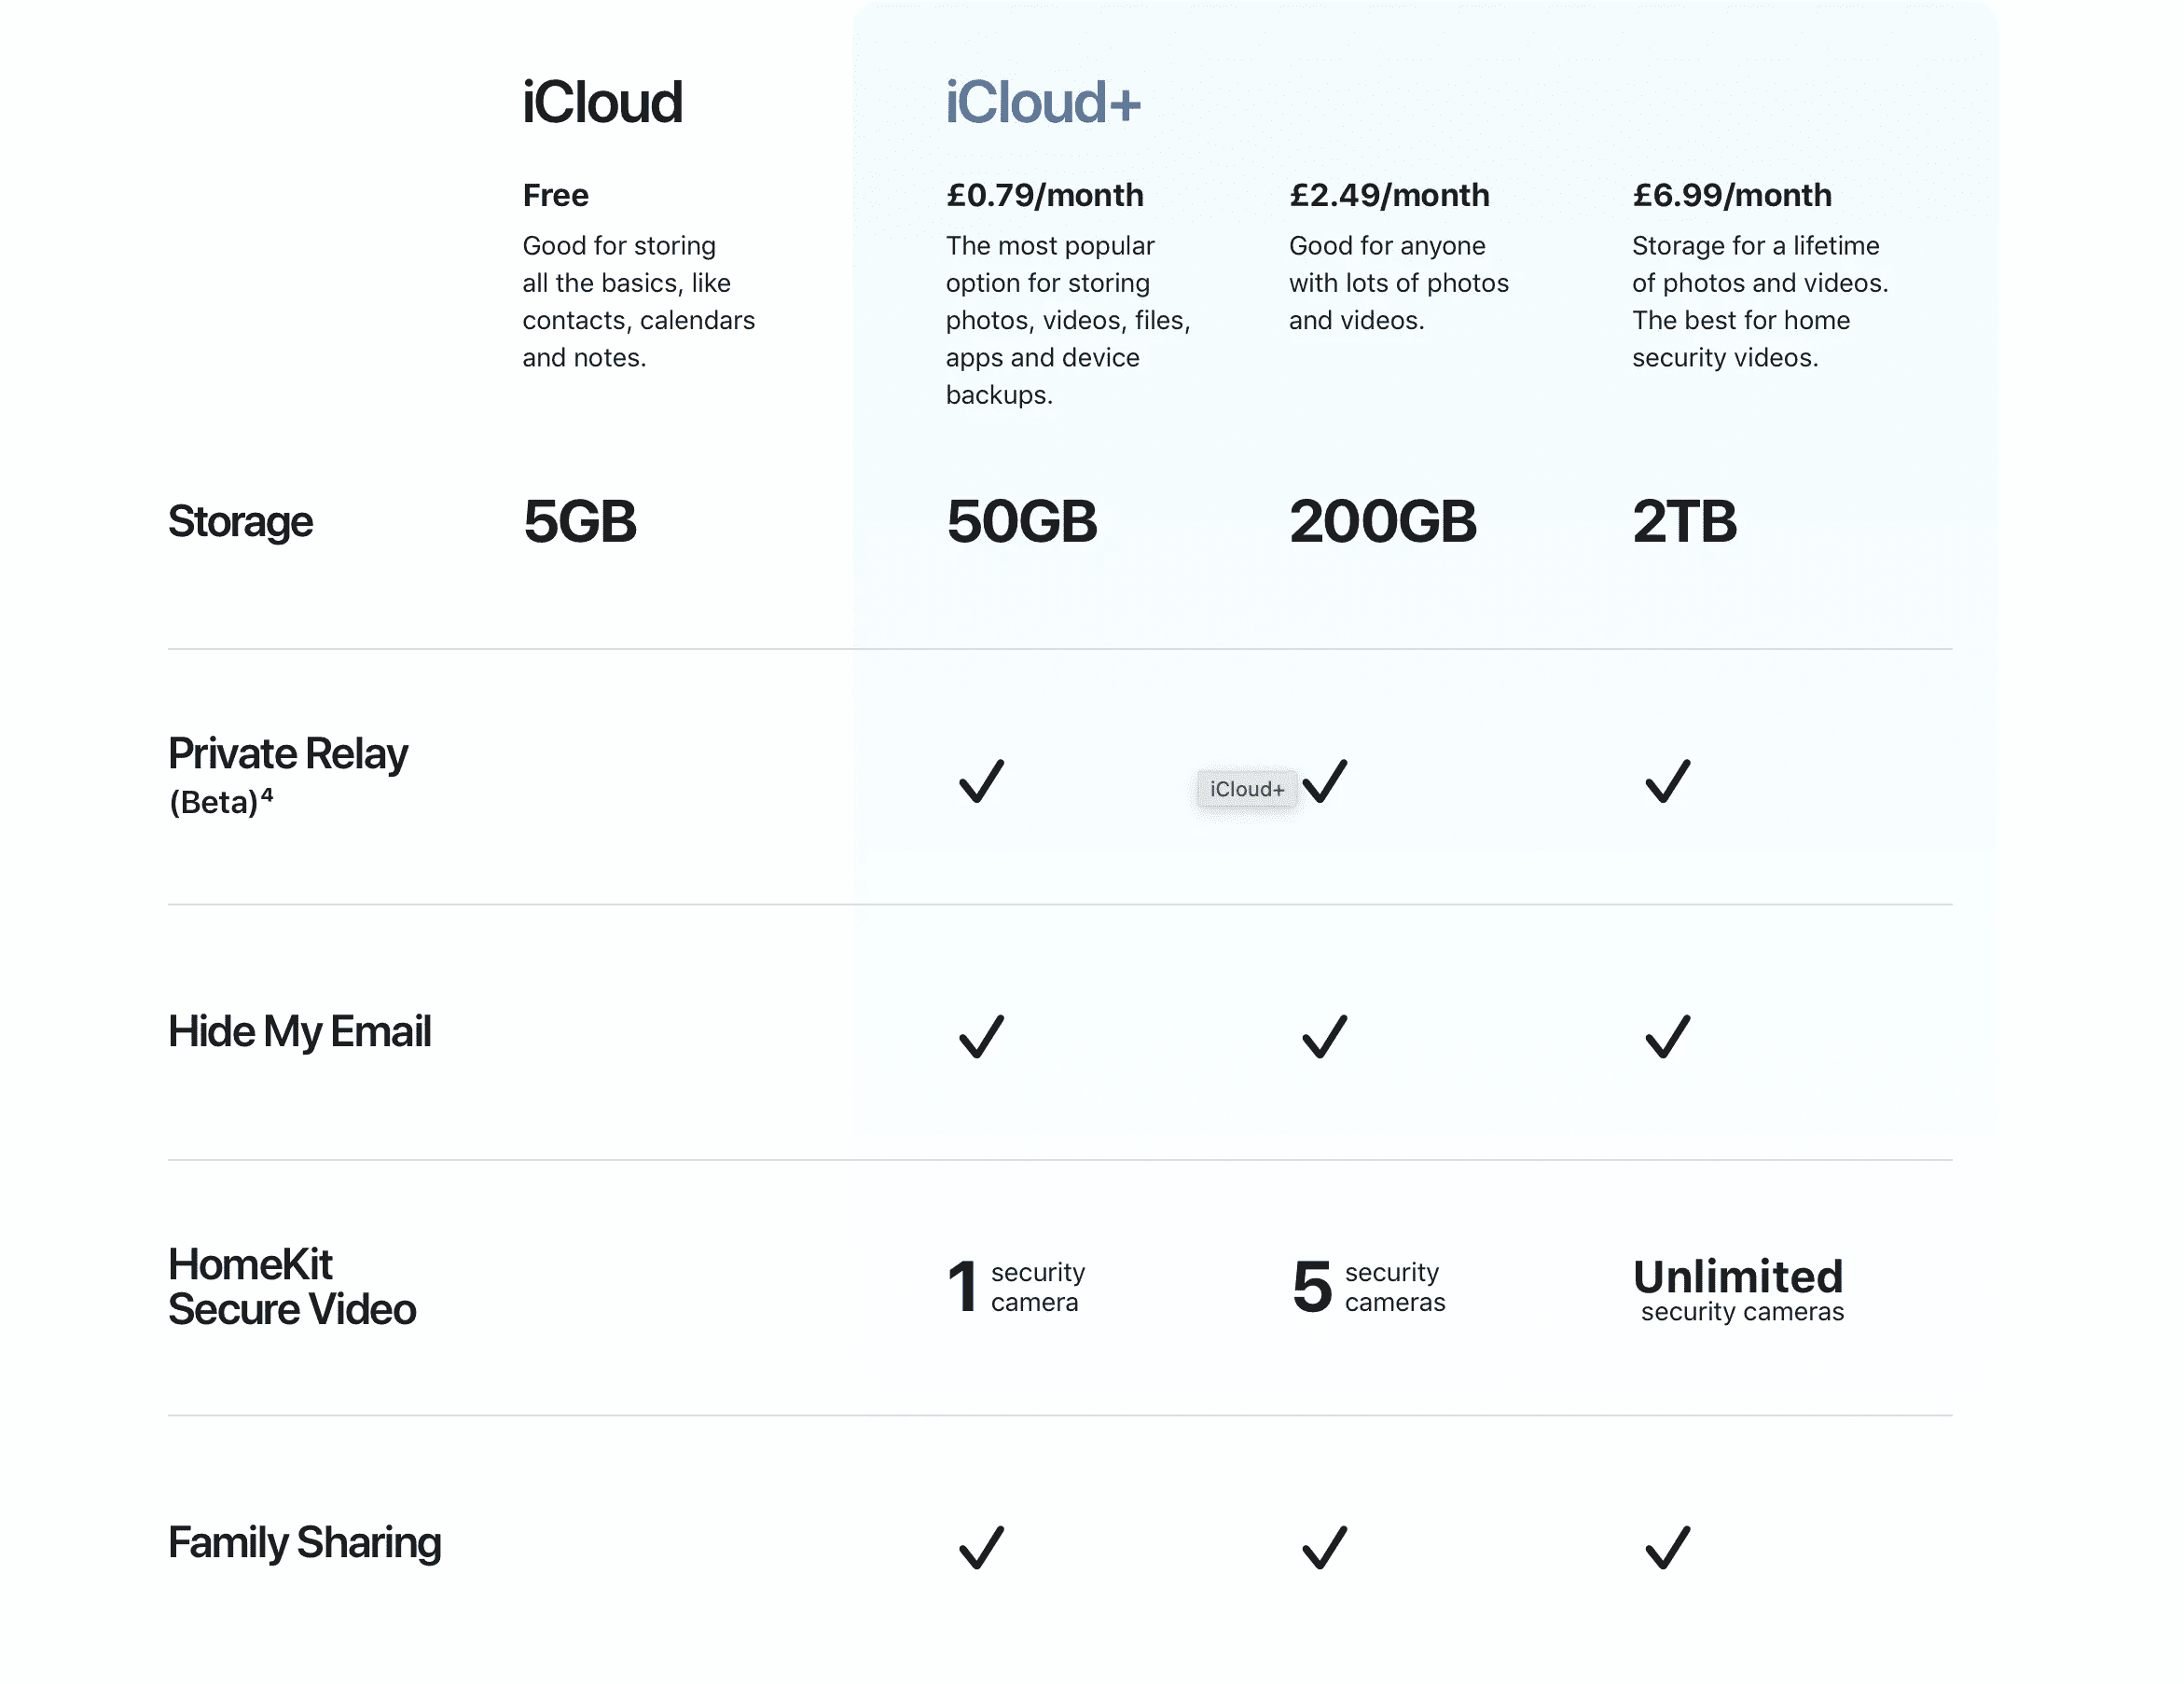 iCloud
iCloud+
Free
£0.79/month
£2.49/month
£6.99/month
Good for storing
all the basics, like
contacts, calendars
and notes.
The most popular
option for storing
photos, videos, files,
apps and device
backups.
Good for anyone
with lots of photos
and videos.
Storage for a lifetime
of photos and videos.
The best for home
security videos.
Storage
5GB
50GB
200GB
2TB
Private Relay
(Beta)⁴
iCloud+
Hide My Email
HomeKit
Secure Video
1 security
camera
5 security
cameras
Unlimited
security cameras
Family Sharing